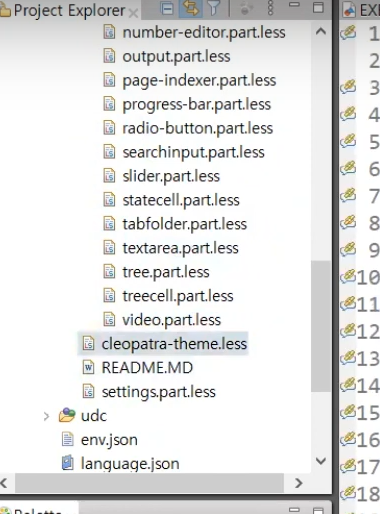 Project Explorer
EXE
number-editor.part.less
1
output.part.less
2
page-indexer.part.less
3
progress-bar.part.less
4
radio-button.part.less
5
searchinput.part.less
6
slider.part.less
7
statecell.part.less
8
tabfolder.part.less
9
textarea.part.less
10
tree.part.less
11
treecell.part.less
12
video.part.less
13
cleopatra-theme.less
14
README.MD
15
settings.part.less
16
udc
17
env.json
18
language.json